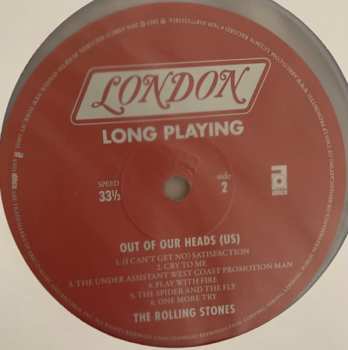 LONDON
LONG PLAYING
SPEED
33⅓
side
2
OUT OF OUR HEADS (US)
1. (I CAN'T GET NO) SATISFACTION
2. CRY TO ME
3. THE UNDER ASSISTANT WEST COAST PROMOTION MAN
4. PLAY WITH FIRE
5. THE SPIDER AND THE FLY
6. ONE MORE TRY
THE ROLLING STONES